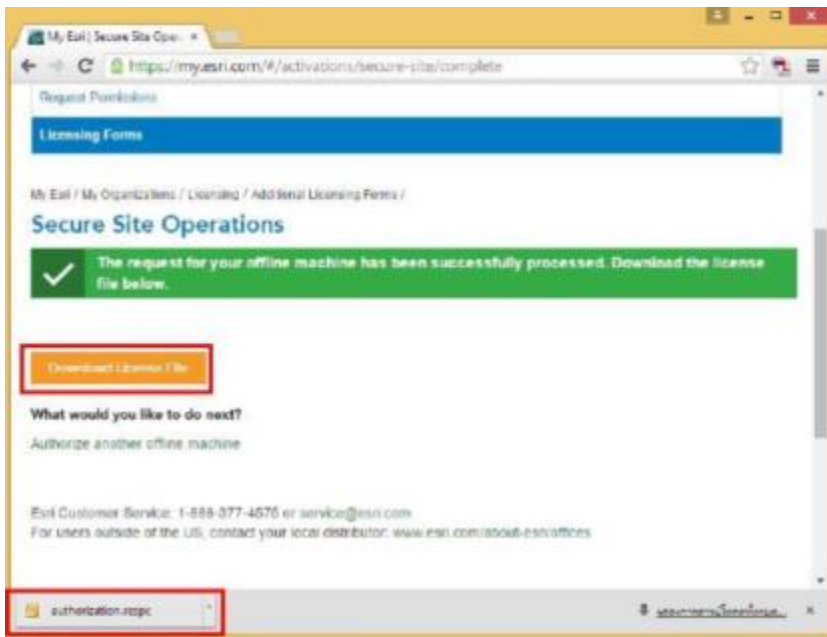 My Esri | Secure Site Oper
https://my.esri.com/#/activations/secure-site/complete
Request Permissions
Licensing Forms
My Esri / My Organizations / Licensing / Additional Licensing Forms /
Secure Site Operations
The request for your offline machine has been successfully processed. Download the license
file below.
Download License File
What would you like to do next?
Authorize another offline machine
Esri Customer Service: 1-888-377-4575 or service@esri.com
For users outside of the US, contact your local distributor: www.esri.com/about-esri/offices
authorization.respc